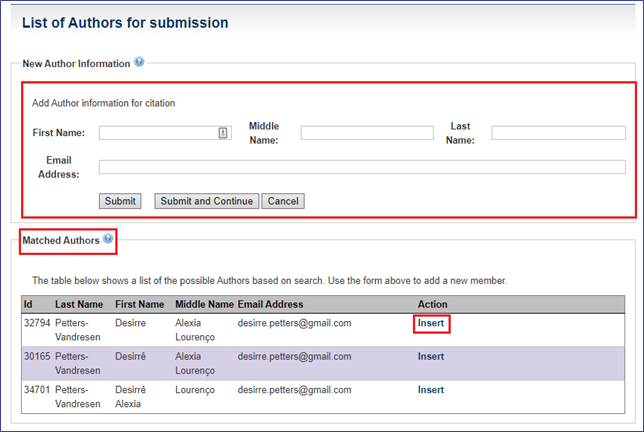 List of Authors for submission
New Author Information
Add Author information for citation
First Name: Middle Name: Last Name:
Email Address:
Submit Submit and Continue Cancel
Matched Authors
The table below shows a list of the possible Authors based on search. Use the form above to add a new member.
Id Last Name First Name Middle Name Email Address Action
32794 Petters-Vandresen Desirre Alexia Lourenço desirre.petters@gmail.com Insert
30165 Petters-Vandresen Desirrê Alexia Lourenço desirre.petters@gmail.com Insert
34701 Petters-Vandresen Desirrê Alexia Lourenço desirre.petters@gmail.com Insert